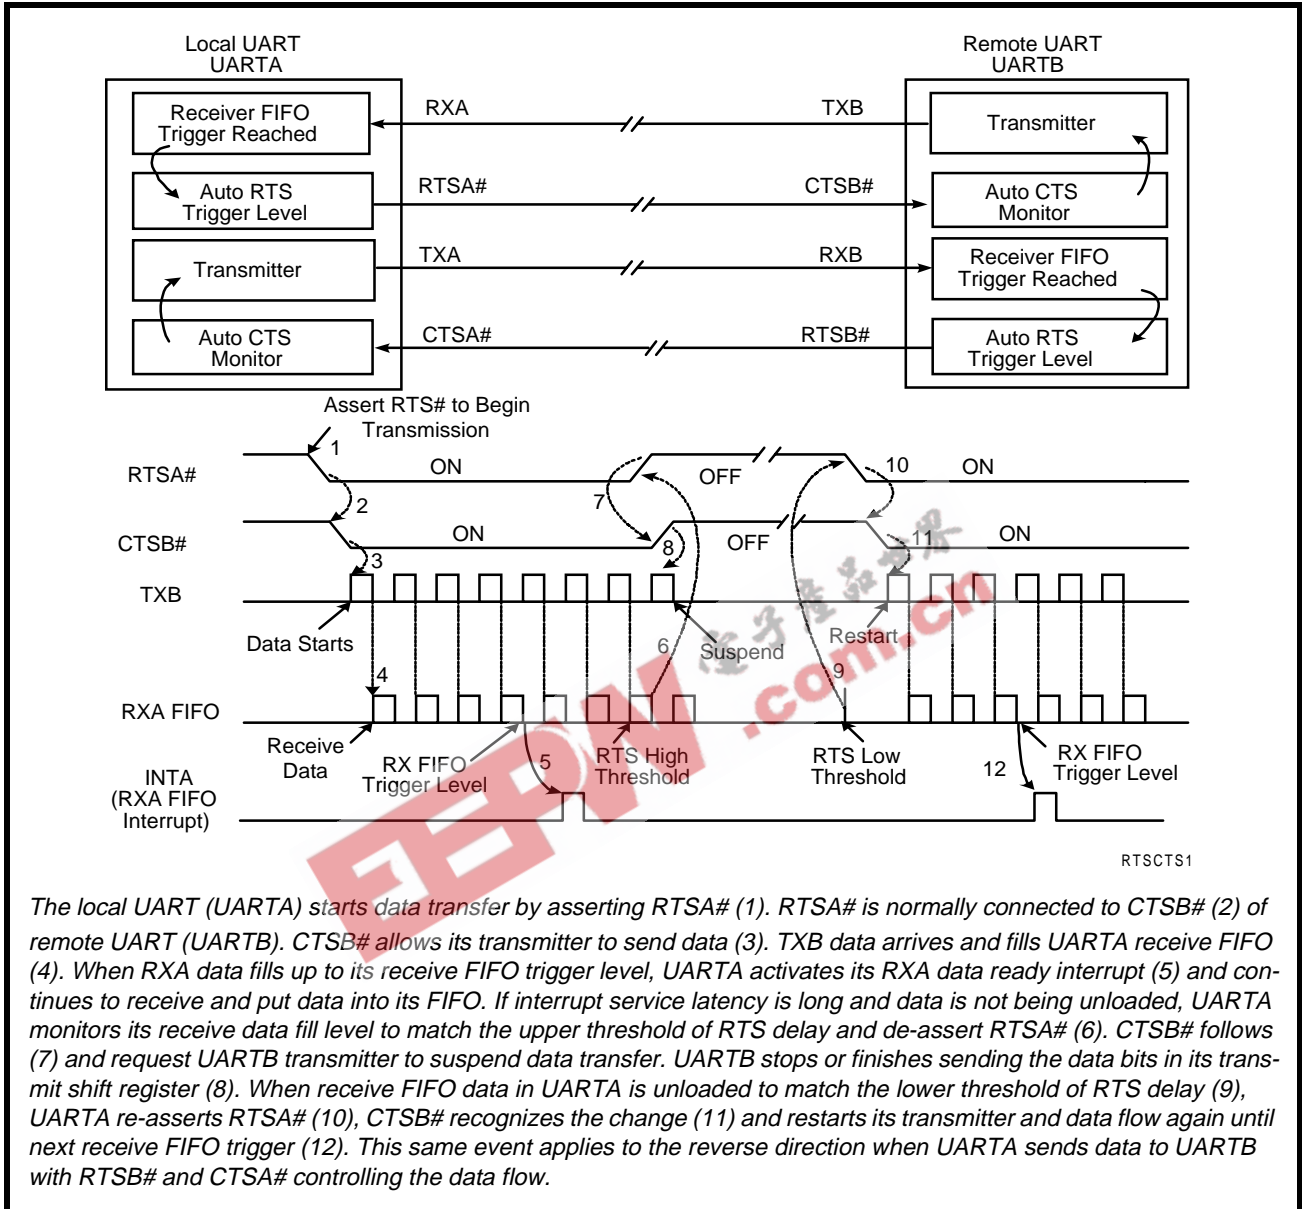 Local UART
UARTA
Remote UART
UARTB
Receiver FIFO
Trigger Reached
RXA
TXB
Transmitter
Auto RTS
Trigger Level
RTSA#
CTSB#
Auto CTS
Monitor
Transmitter
TXA
RXB
Receiver FIFO
Trigger Reached
Auto CTS
Monitor
CTSA#
RTSB#
Auto RTS
Trigger Level
Assert RTS# to Begin
Transmission
1
RTSA#
ON
OFF
10
ON
2
7
CTSB#
ON
8
OFF
11
ON
3
TXB
Data Starts
Suspend
Restart
6
4
9
RXA FIFO
Receive
Data
RX FIFO
Trigger Level
5
RTS High
Threshold
RTS Low
Threshold
12
RX FIFO
Trigger Level
INTA
(RXA FIFO
Interrupt)
EEPW
.com.cn
電子產品世界
RTSCTS1
The local UART (UARTA) starts data transfer by asserting RTSA# (1). RTSA# is normally connected to CTSB# (2) of
remote UART (UARTB). CTSB# allows its transmitter to send data (3). TXB data arrives and fills UARTA receive FIFO
(4). When RXA data fills up to its receive FIFO trigger level, UARTA activates its RXA data ready interrupt (5) and con-
tinues to receive and put data into its FIFO. If interrupt service latency is long and data is not being unloaded, UARTA
monitors its receive data fill level to match the upper threshold of RTS delay and de-assert RTSA# (6). CTSB# follows
(7) and request UARTB transmitter to suspend data transfer. UARTB stops or finishes sending the data bits in its trans-
mit shift register (8). When receive FIFO data in UARTA is unloaded to match the lower threshold of RTS delay (9),
UARTA re-asserts RTSA# (10), CTSB# recognizes the change (11) and restarts its transmitter and data flow again until
next receive FIFO trigger (12). This same event applies to the reverse direction when UARTA sends data to UARTB
with RTSB# and CTSA# controlling the data flow.